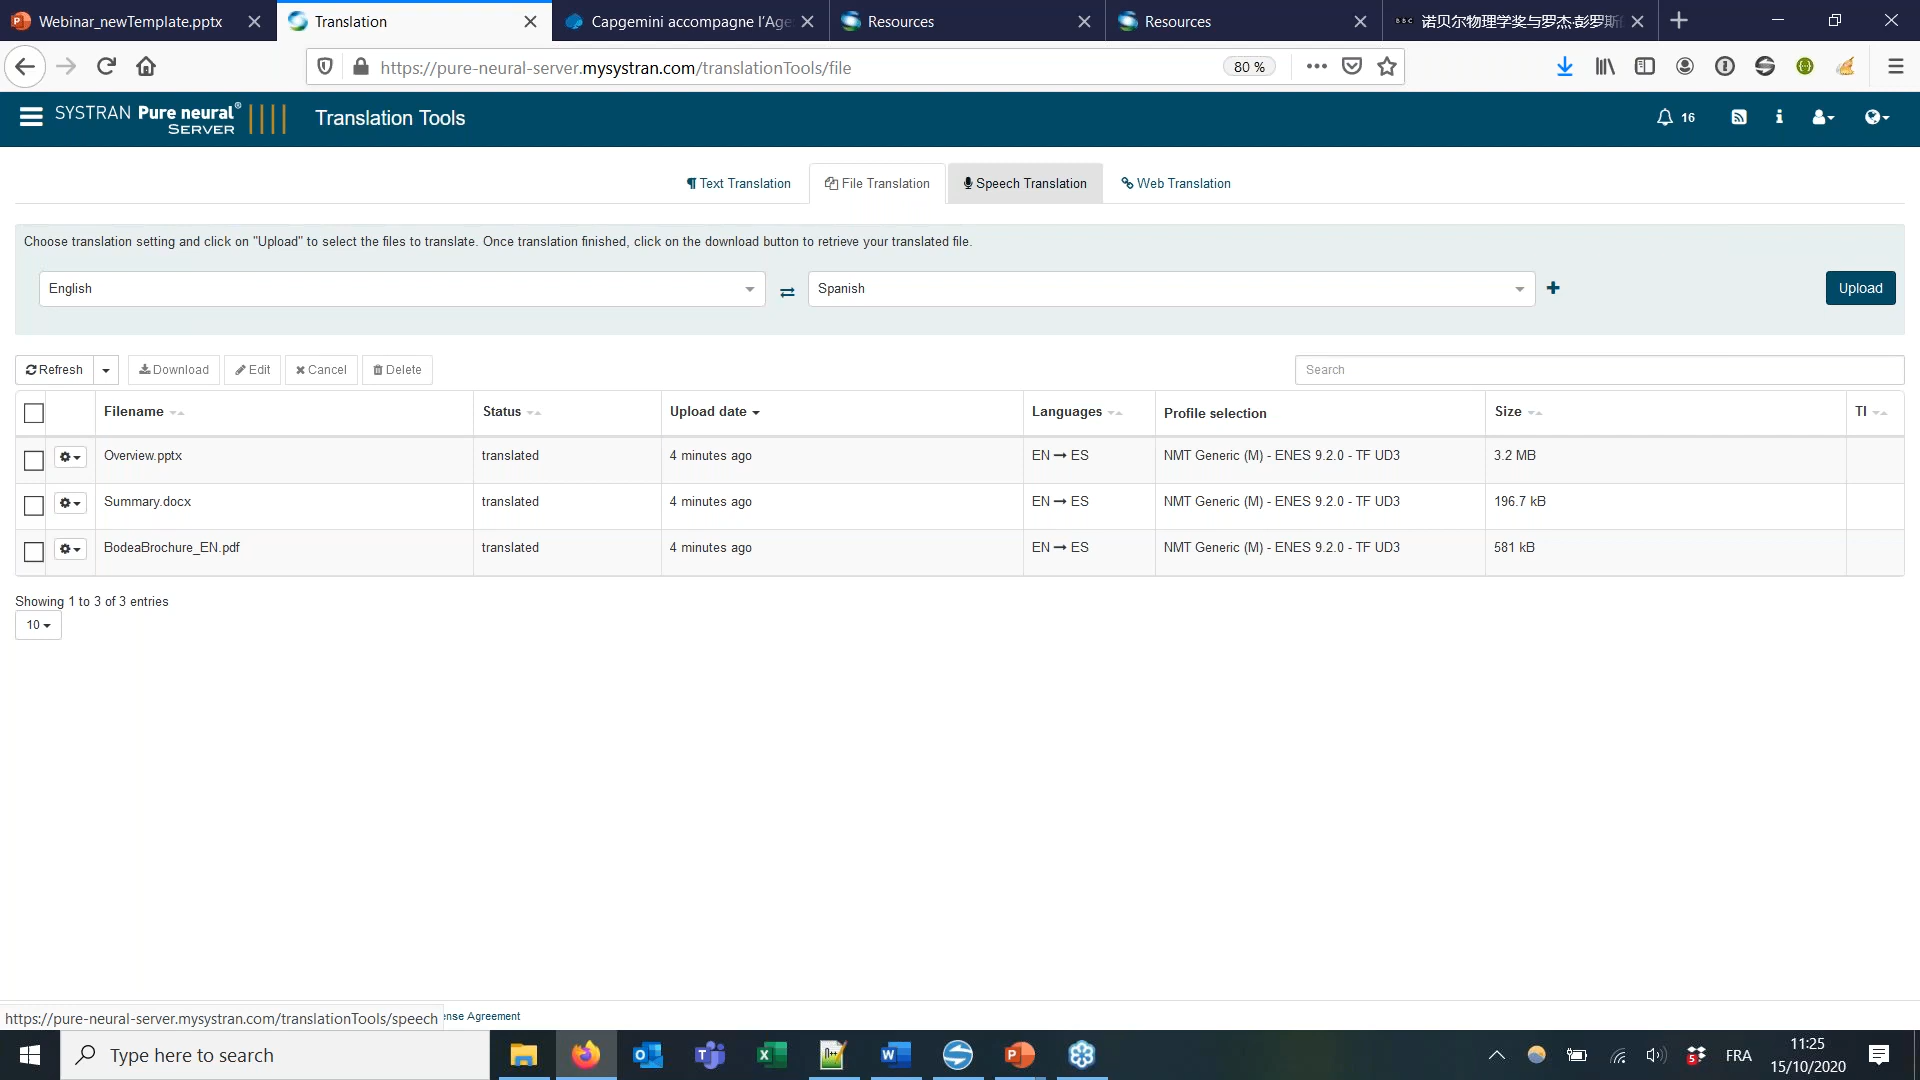 Webinar_newTemplate.pptx
Translation
Capgemini accompagne l'Age
Resources
Resources
BBC 诺贝尔物理学奖与罗杰·彭罗斯
https://pure-neural-server.mysystran.com/translationTools/file
80 %
SYSTRAN Pure neural®
SERVER
Translation Tools
16
Text Translation
File Translation
Speech Translation
Web Translation
Choose translation setting and click on "Upload" to select the files to translate. Once translation finished, click on the download button to retrieve your translated file.
English
Spanish
Upload
Refresh
Download
Edit
Cancel
Delete
Search
Filename Status Upload date Languages Profile selection Size TI
Overview.pptx translated 4 minutes ago EN ➞ ES NMT Generic (M) - ENES 9.2.0 - TF UD3 3.2 MB
Summary.docx translated 4 minutes ago EN ➞ ES NMT Generic (M) - ENES 9.2.0 - TF UD3 196.7 kB
BodeaBrochure_EN.pdf translated 4 minutes ago EN ➞ ES NMT Generic (M) - ENES 9.2.0 - TF UD3 581 kB
Showing 1 to 3 of 3 entries
10
https://pure-neural-server.mysystran.com/translationTools/speech
ense Agreement
Type here to search
5
FRA
11:25
15/10/2020